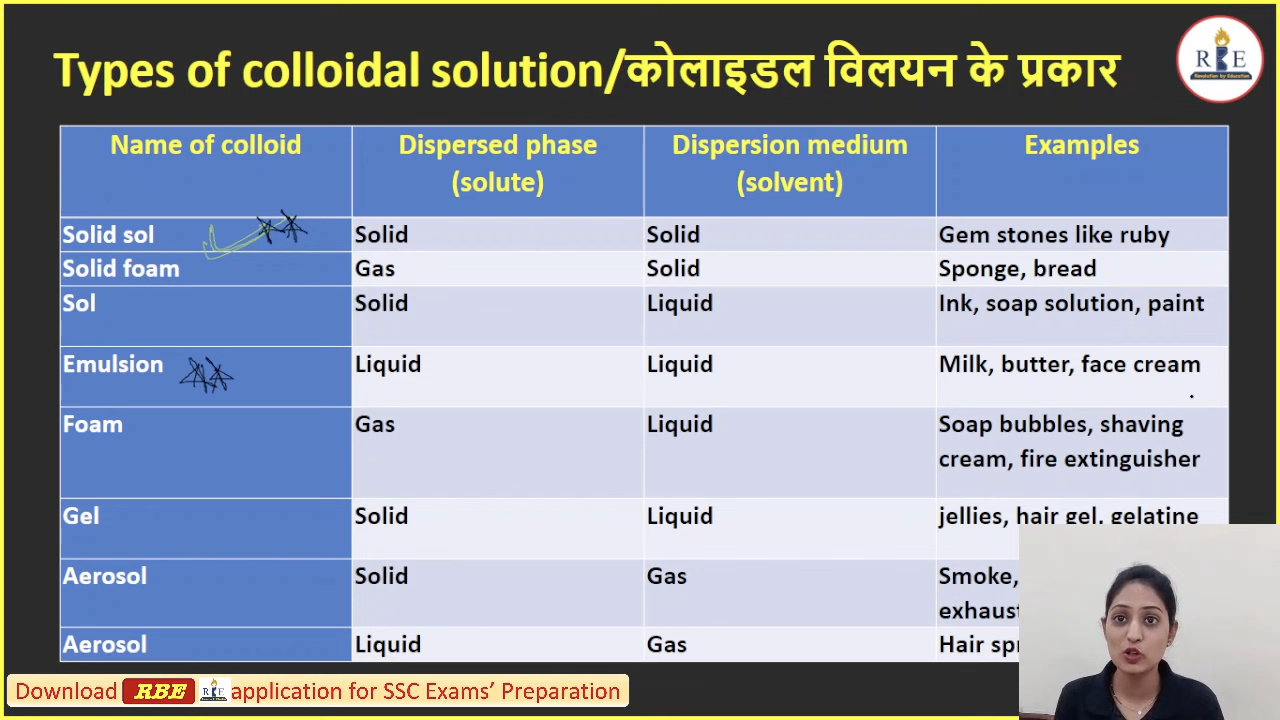 Types of colloidal solution/कोलाइडल विलयन के प्रकार
R E
Revolution by Education
Name of colloid Dispersed phase (solute) Dispersion medium (solvent) Examples
Solid sol Solid Solid Gem stones like ruby
Solid foam Gas Solid Sponge, bread
Sol Solid Liquid Ink, soap solution, paint
Emulsion Liquid Liquid Milk, butter, face cream
Foam Gas Liquid Soap bubbles, shaving
cream, fire extinguisher
Gel Solid Liquid jellies, hair gel, gelatine
Aerosol Solid Gas Smoke,
Aerosol Liquid Gas Hair
Download RBE application for SSC Exams’ Preparation